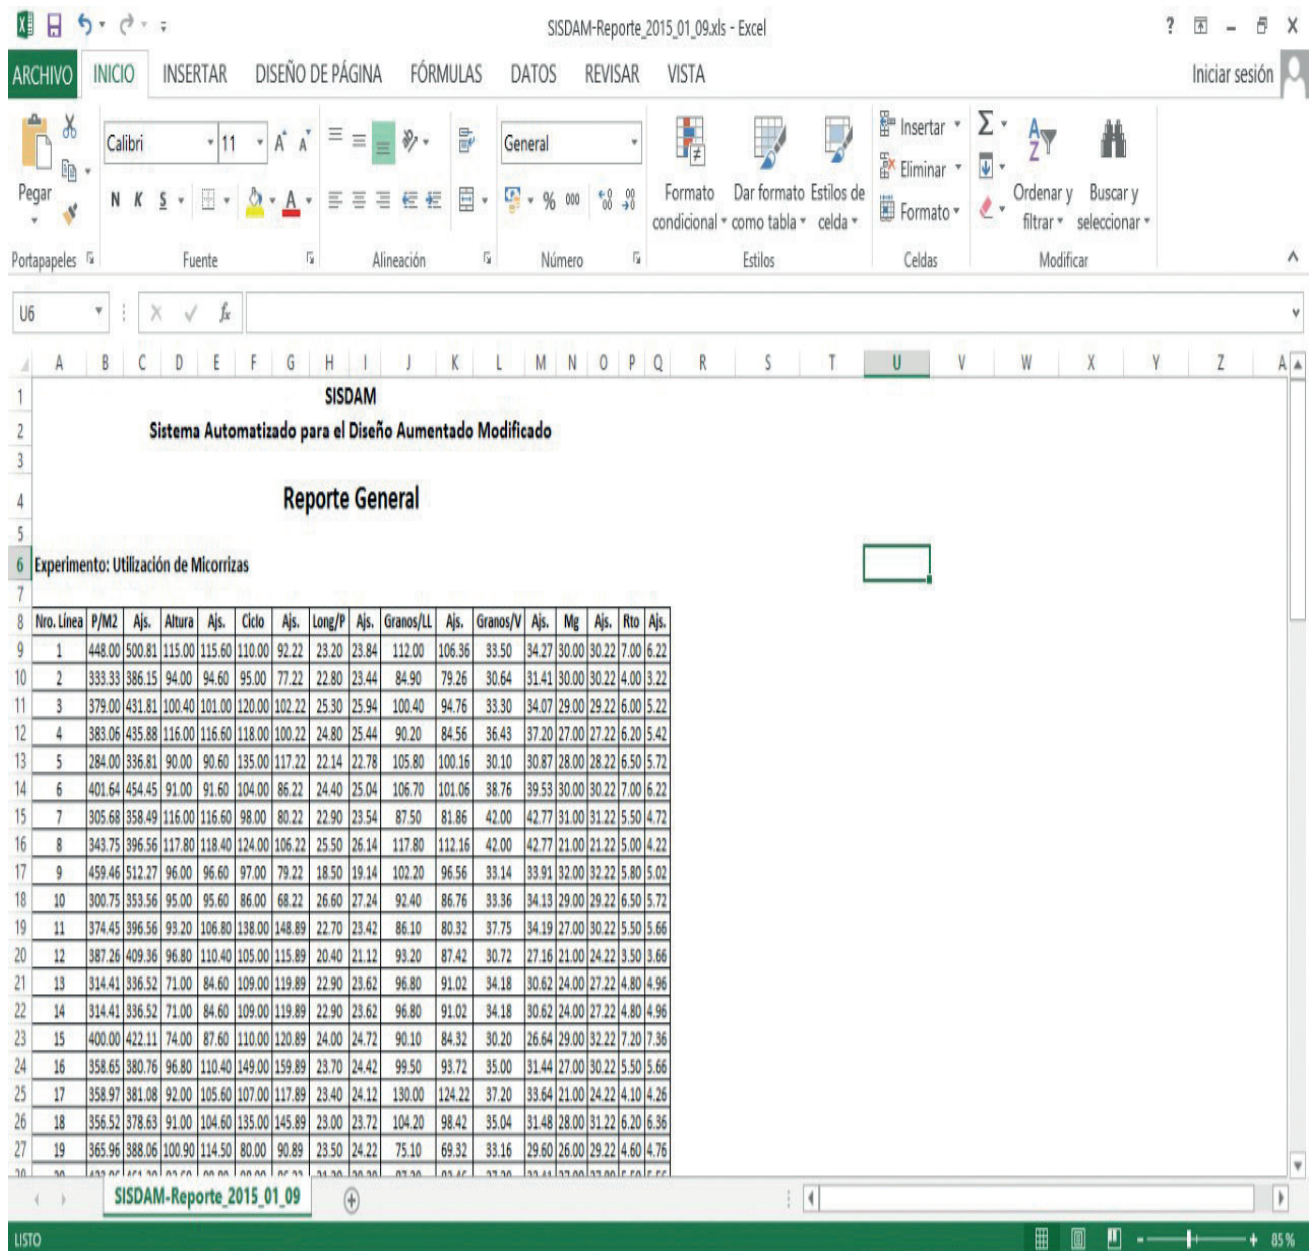 SISDAM-Reporte_2015_01_09.xls - Excel
?
ARCHIVO INICIO INSERTAR DISEÑO DE PÁGINA FÓRMULAS DATOS REVISAR VISTA Iniciar sesión
Pegar
Calibri 11
N K S
General
% 000
Formato condicional
Dar formato como tabla
Estilos de celda
Insertar
Eliminar
Formato
Ordenar y filtrar
Buscar y seleccionar
Portapapeles Fuente Alineación Número Estilos Celdas Modificar
U6 fx
A B C D E F G H I J K L M N O P Q R S T U V W X Y Z A
1 SISDAM
2 Sistema Automatizado para el Diseño Aumentado Modificado
3
4 Reporte General
5
6 Experimento: Utilización de Micorrizas
7
8 Nro. Línea P/M2 Ajs. Altura Ajs. Ciclo Ajs. Long/P Ajs. Granos/LL Ajs. Granos/V Ajs. Mg Ajs. Rto Ajs.
9 1 448.00 500.81 115.00 115.60 110.00 92.22 23.20 23.84 112.00 106.36 33.50 34.27 30.00 30.22 7.00 6.22
10 2 333.33 386.15 94.00 94.60 95.00 77.22 22.80 23.44 84.90 79.26 30.64 31.41 30.00 30.22 4.00 3.22
11 3 379.00 431.81 100.40 101.00 120.00 102.22 25.30 25.94 100.40 94.76 33.30 34.07 29.00 29.22 6.00 5.22
12 4 383.06 435.88 116.00 116.60 118.00 100.22 24.80 25.44 90.20 84.56 36.43 37.20 27.00 27.22 6.20 5.42
13 5 284.00 336.81 90.00 90.60 135.00 117.22 22.14 22.78 105.80 100.16 30.10 30.87 28.00 28.22 6.50 5.72
14 6 401.64 454.45 91.00 91.60 104.00 86.22 24.40 25.04 106.70 101.06 38.76 39.53 30.00 30.22 7.00 6.22
15 7 305.68 358.49 116.00 116.60 98.00 80.22 22.90 23.54 87.50 81.86 42.00 42.77 31.00 31.22 5.50 4.72
16 8 343.75 396.56 117.80 118.40 124.00 106.22 25.50 26.14 117.80 112.16 42.00 42.77 21.00 21.22 5.00 4.22
17 9 459.46 512.27 96.00 96.60 97.00 79.22 18.50 19.14 102.20 96.56 33.14 33.91 32.00 32.22 5.80 5.02
18 10 300.75 353.56 95.00 95.60 86.00 68.22 26.60 27.24 92.40 86.76 33.36 34.13 29.00 29.22 6.50 5.72
19 11 374.45 396.56 93.20 106.80 138.00 148.89 22.70 23.42 86.10 80.32 37.75 34.19 27.00 30.22 5.50 5.66
20 12 387.26 409.36 96.80 110.40 105.00 115.89 20.40 21.12 93.20 87.42 30.72 27.16 21.00 24.22 3.50 3.66
21 13 314.41 336.52 71.00 84.60 109.00 119.89 22.90 23.62 96.80 91.02 34.18 30.62 24.00 27.22 4.80 4.96
22 14 314.41 336.52 71.00 84.60 109.00 119.89 22.90 23.62 96.80 91.02 34.18 30.62 24.00 27.22 4.80 4.96
23 15 400.00 422.11 74.00 87.60 110.00 120.89 24.00 24.72 90.10 84.32 30.20 26.64 29.00 32.22 7.20 7.36
24 16 358.65 380.76 96.80 110.40 149.00 159.89 23.70 24.42 99.50 93.72 35.00 31.44 27.00 30.22 5.50 5.66
25 17 358.97 381.08 92.00 105.60 107.00 117.89 23.40 24.12 130.00 124.22 37.20 33.64 21.00 24.22 4.10 4.26
26 18 356.52 378.63 91.00 104.60 135.00 145.89 23.00 23.72 104.20 98.42 35.04 31.48 28.00 31.22 6.20 6.36
27 19 365.96 388.06 100.90 114.50 80.00 90.89 23.50 24.22 75.10 69.32 33.16 29.60 26.00 29.22 4.60 4.76
SISDAM-Reporte_2015_01_09
LISTO 85 %